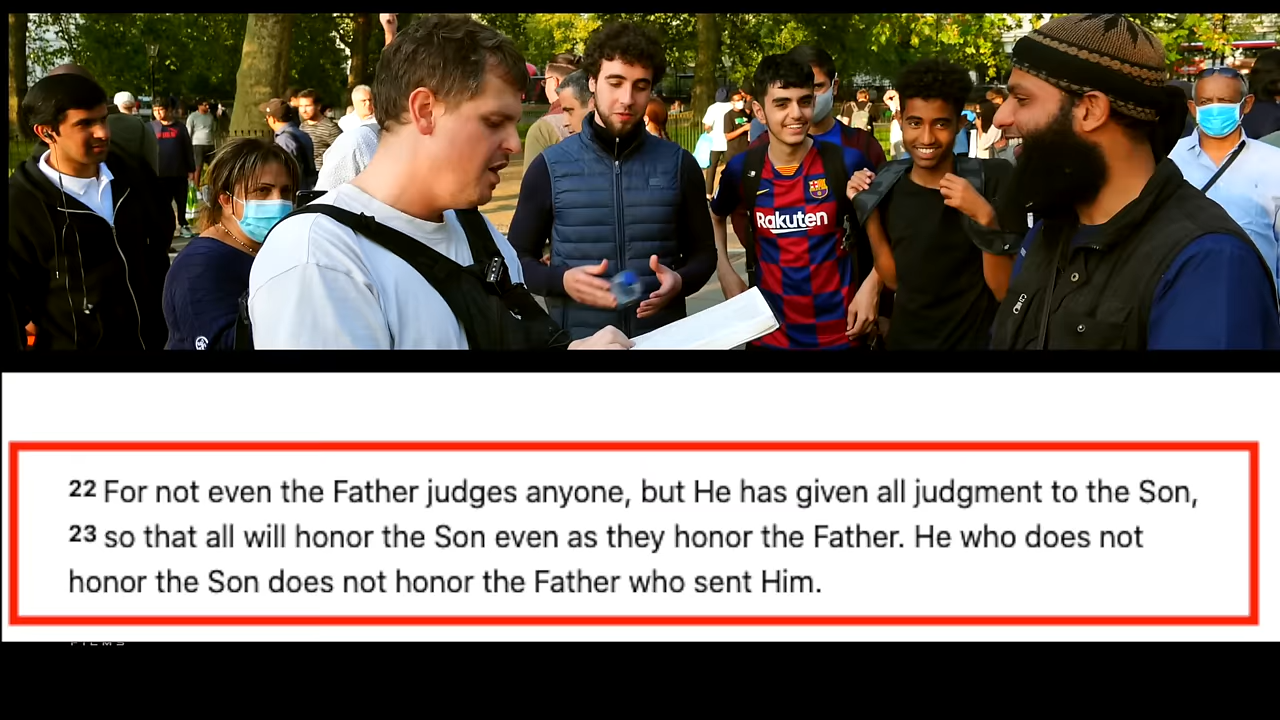 Rakuten
22 For not even the Father judges anyone, but He has given all judgment to the Son,
23 so that all will honor the Son even as they honor the Father. He who does not
honor the Son does not honor the Father who sent Him.
FILMS